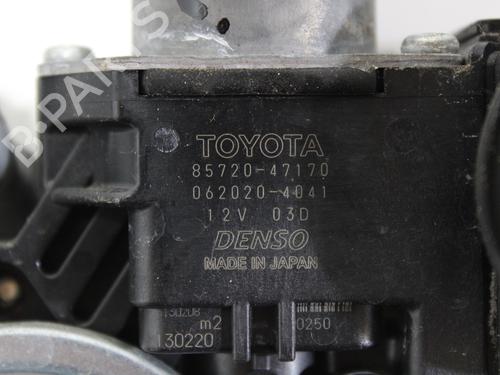 TOYOTA
85720-47170
062020-4041
12V 03D
DENSO
MADE IN JAPAN
130208
m2
130220
0250
B-PARTS